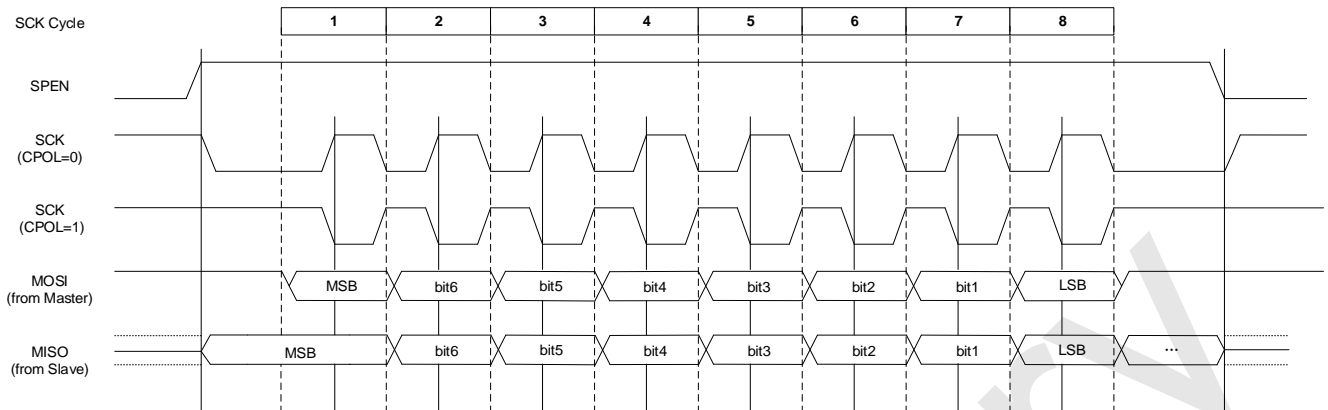 SCK Cycle 1 2 3 4 5 6 7 8
SPEN
SCK
(CPOL=0)
SCK
(CPOL=1)
MOSI
(from Master)
MSB bit6 bit5 bit4 bit3 bit2 bit1 LSB
MISO
(from Slave)
MSB bit6 bit5 bit4 bit3 bit2 bit1 LSB ...